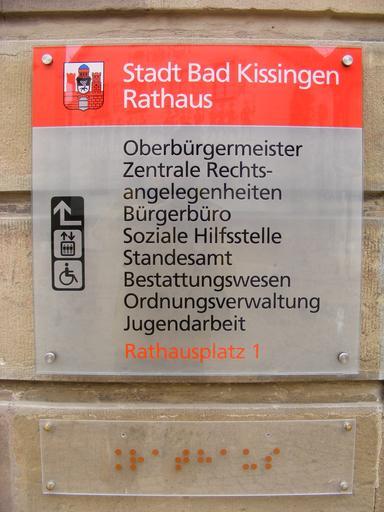 Stadt Bad Kissingen
Rathaus
Oberbürgermeister
Zentrale Rechts-
angelegenheiten
Bürgerbüro
Soziale Hilfsstelle
Standesamt
Bestattungswesen
Ordnungsverwaltung
Jugendarbeit
Rathausplatz 1